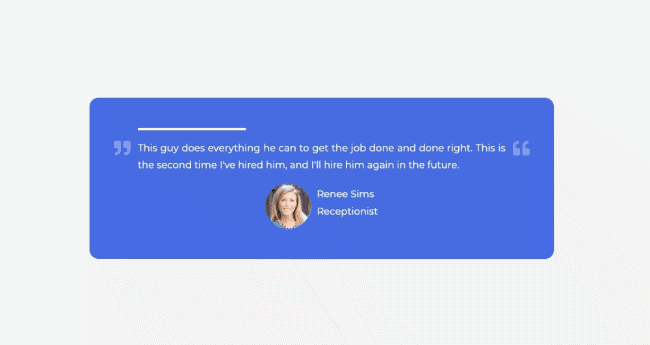 This guy does everything he can to get the job done and done right. This is
the second time I've hired him, and I'll hire him again in the future.
Renee Sims
Receptionist